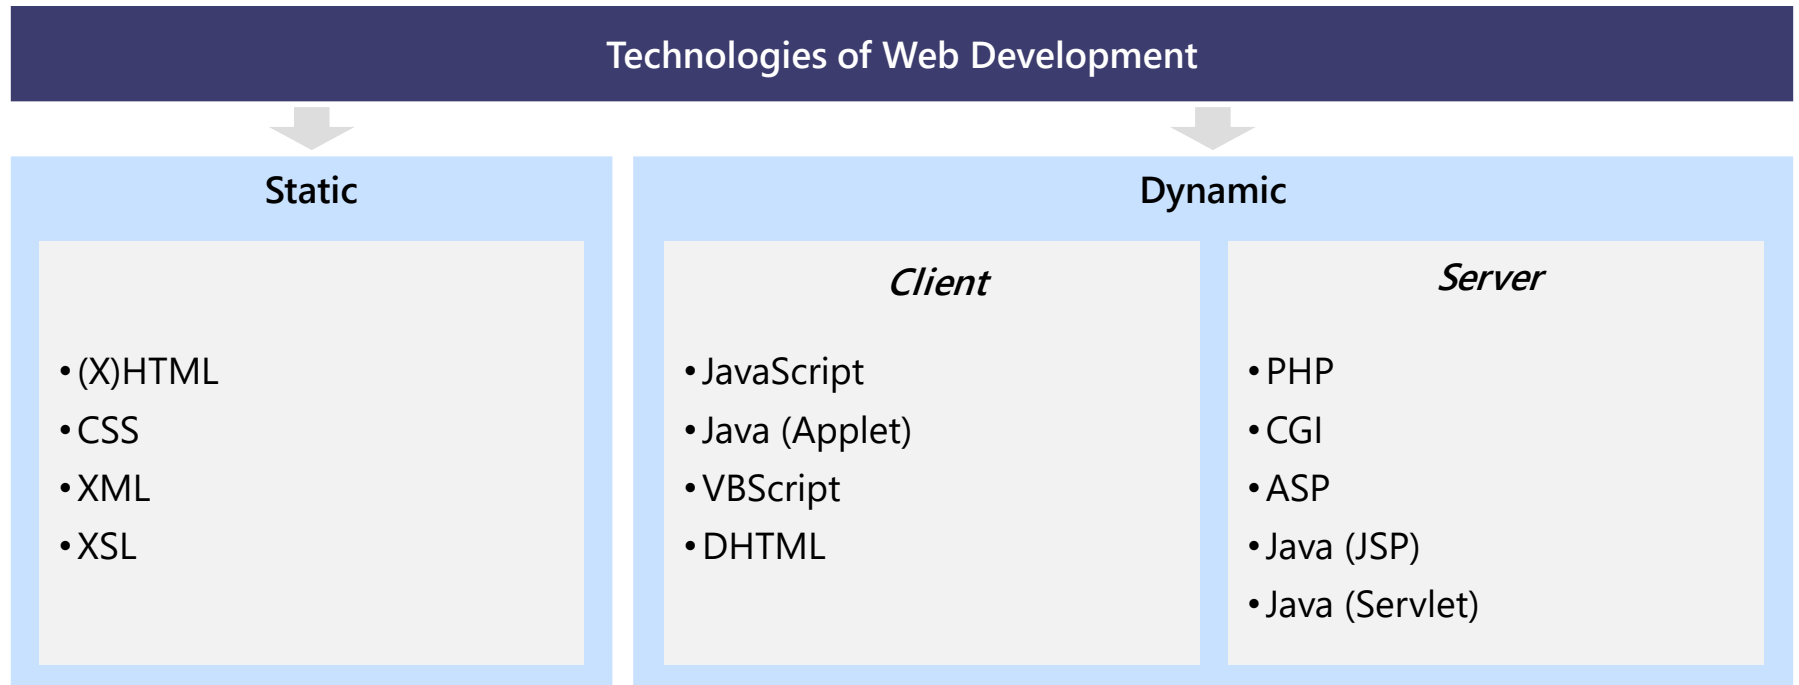 Technologies of Web Development
Static
• (X)HTML
• CSS
• XML
• XSL
Dynamic
Client
• JavaScript
• Java (Applet)
• VBScript
• DHTML
Server
• PHP
• CGI
• ASP
• Java (JSP)
• Java (Servlet)